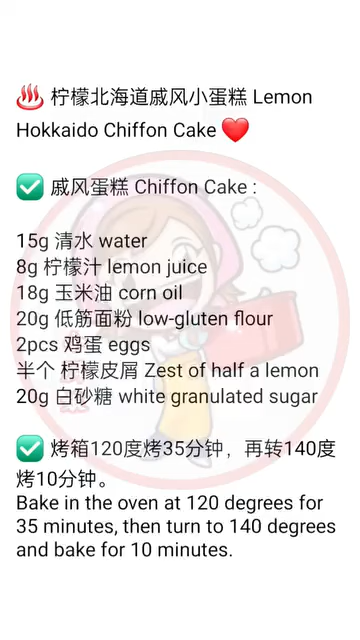 ♨️ 柠檬北海道戚风小蛋糕 Lemon
Hokkaido Chiffon Cake ❤️
✅ 戚风蛋糕 Chiffon Cake :
15g 清水 water
8g 柠檬汁 lemon juice
18g 玉米油 corn oil
20g 低筋面粉 low-gluten flour
2pcs 鸡蛋 eggs
半个 柠檬皮屑 Zest of half a lemon
20g 白砂糖 white granulated sugar
✅ 烤箱120度烤35分钟，再转140度
烤10分钟。
Bake in the oven at 120 degrees for
35 minutes, then turn to 140 degrees
and bake for 10 minutes.